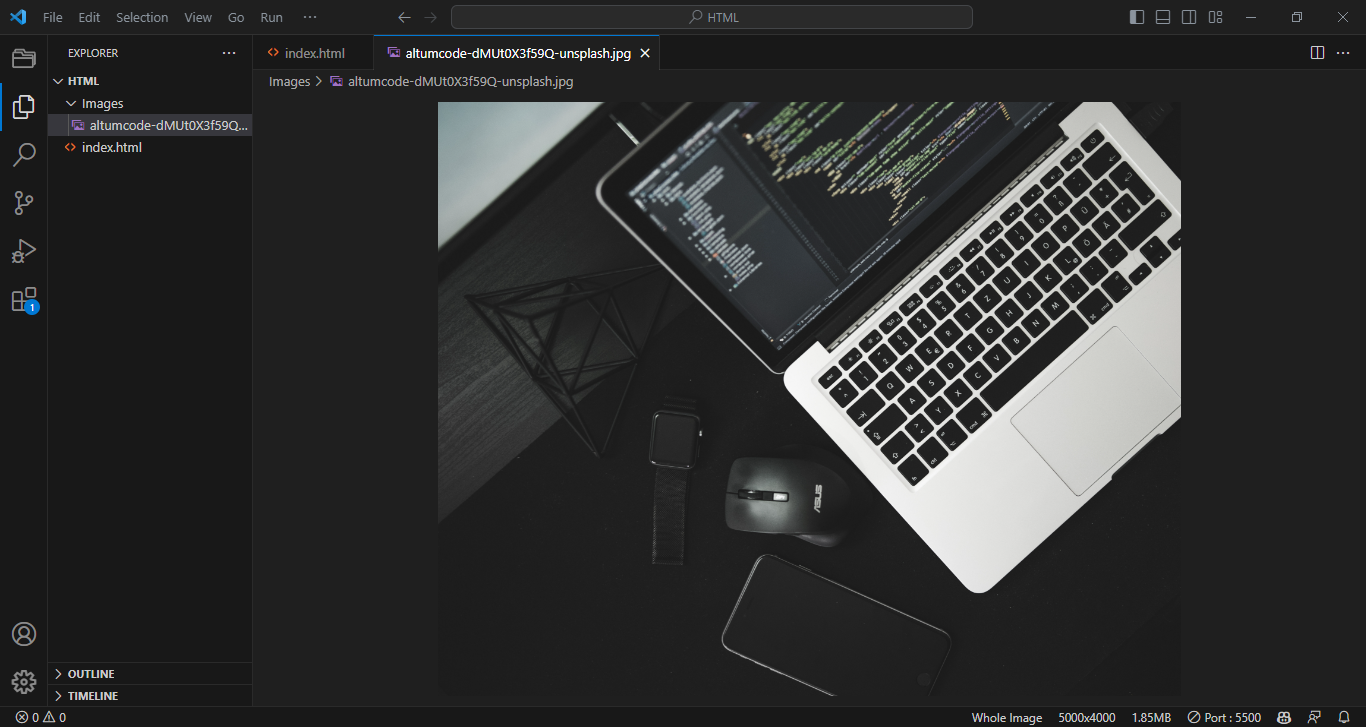 File Edit Selection View Go Run ··· HTML
EXPLORER ···
HTML
Images
altumcode-dMUt0X3f59Q...
index.html
OUTLINE
TIMELINE
index.html altumcode-dMUt0X3f59Q-unsplash.jpg
Images > altumcode-dMUt0X3f59Q-unsplash.jpg
ASUS
1
0 0 Whole Image 5000x4000 1.85MB Port : 5500